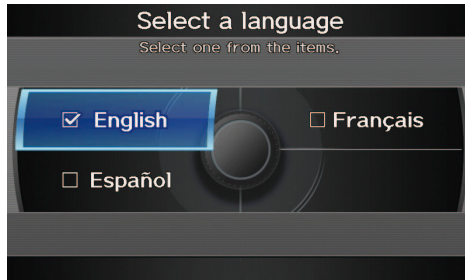 Select a language
Select one from the items.
English
Français
Español